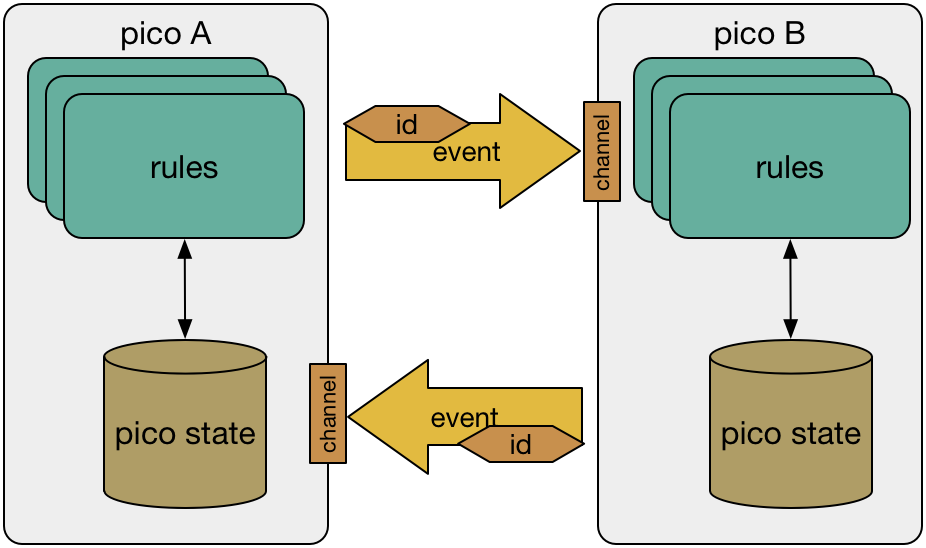 pico A
pico B
rules
id
event
channel
rules
channel
event
id
pico state
pico state